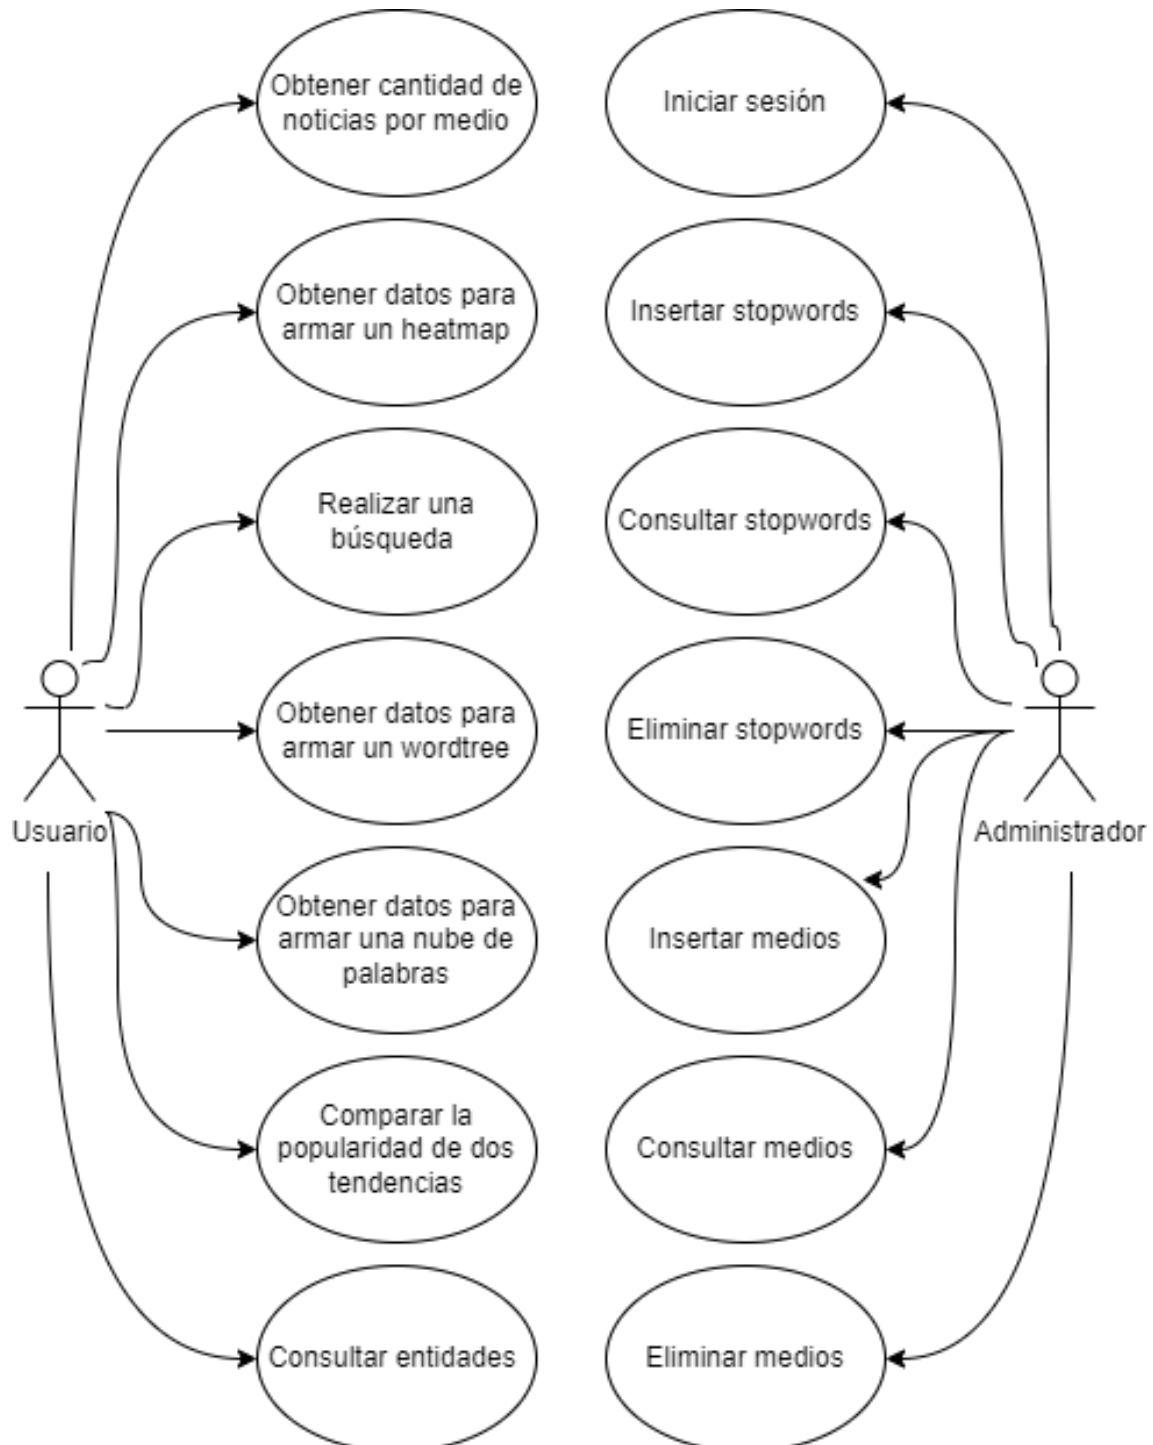 Obtener cantidad de
noticias por medio
Iniciar sesión
Obtener datos para
armar un heatmap
Insertar stopwords
Realizar una
búsqueda
Consultar stopwords
Obtener datos para
armar un wordtree
Eliminar stopwords
Usuario
Administrador
Obtener datos para
armar una nube de
palabras
Insertar medios
Comparar la
popularidad de dos
tendencias
Consultar medios
Consultar entidades
Eliminar medios